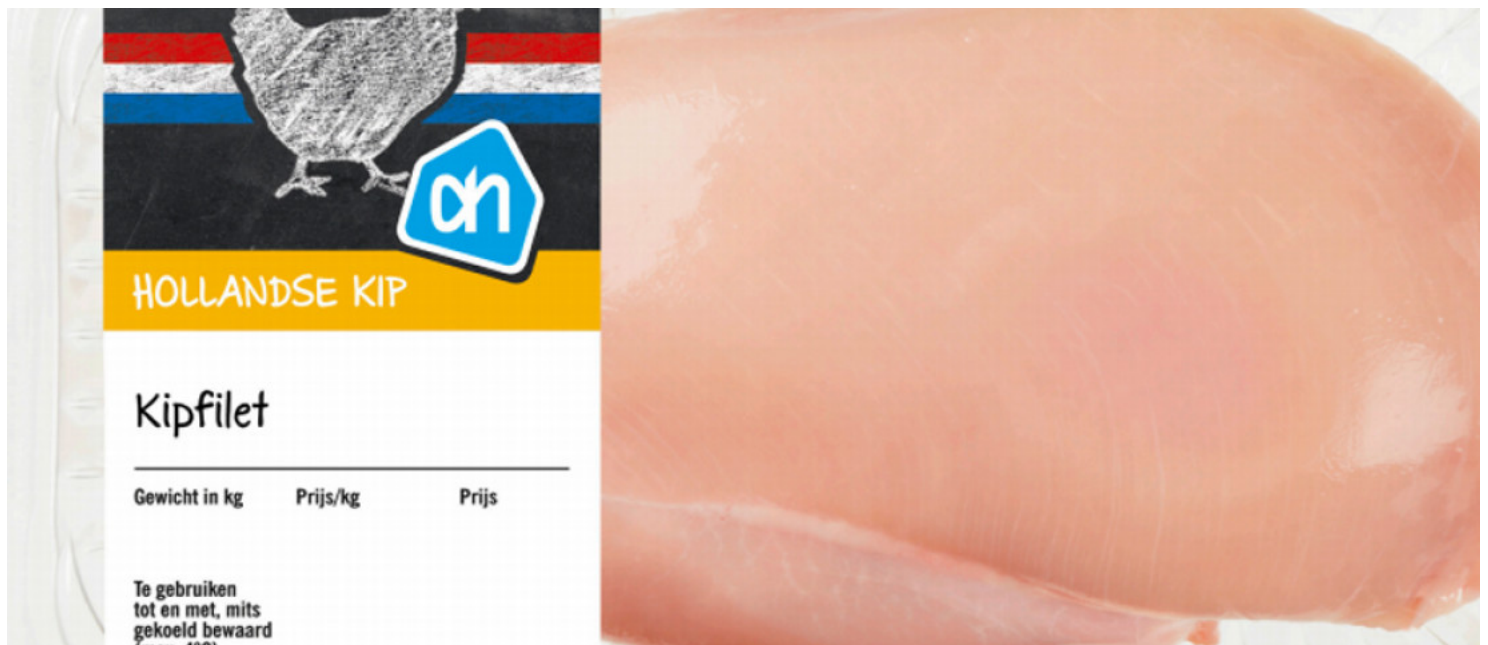 ah
HOLLANDSE KIP
Kipfilet
Gewicht in kg Prijs/kg Prijs
Te gebruiken
tot en met, mits
gekoeld bewaard